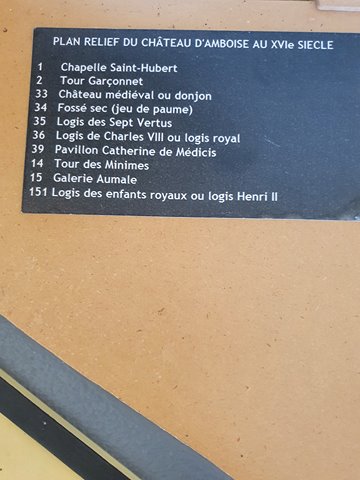 PLAN RELIEF DU CHÂTEAU D'AMBOISE AU XVIe SIECLE
1 Chapelle Saint-Hubert
2 Tour Garçonnet
33 Château médiéval ou donjon
34 Fossé sec (jeu de paume)
35 Logis des Sept Vertus
36 Logis de Charles VIII ou logis royal
39 Pavillon Catherine de Médicis
14 Tour des Minimes
15 Galerie Aumale
151 Logis des enfants royaux ou logis Henri II